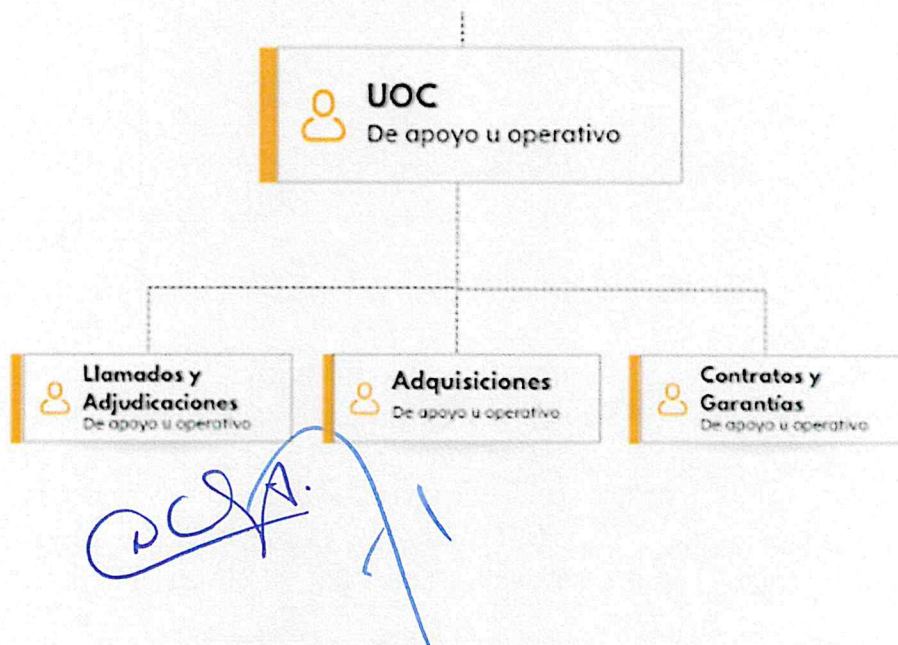 UOC
De apoyo u operativo
Llamados y
Adjudicaciones
De apoyo u operativo
Adquisiciones
De apoyo u operativo
Contratos y
Garantías
De apoyo u operativo